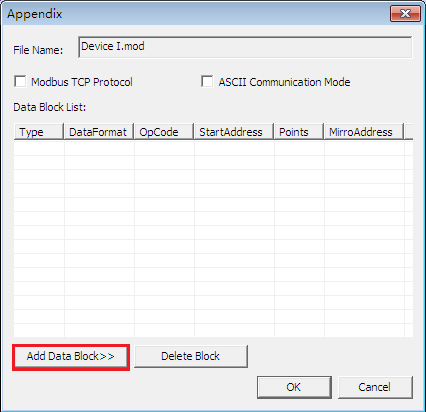 Appendix
File Name: Device I.mod
Modbus TCP Protocol ASCII Communication Mode
Data Block List:
Type DataFormat OpCode StartAddress Points MirroAddress
Add Data Block>> Delete Block
OK Cancel